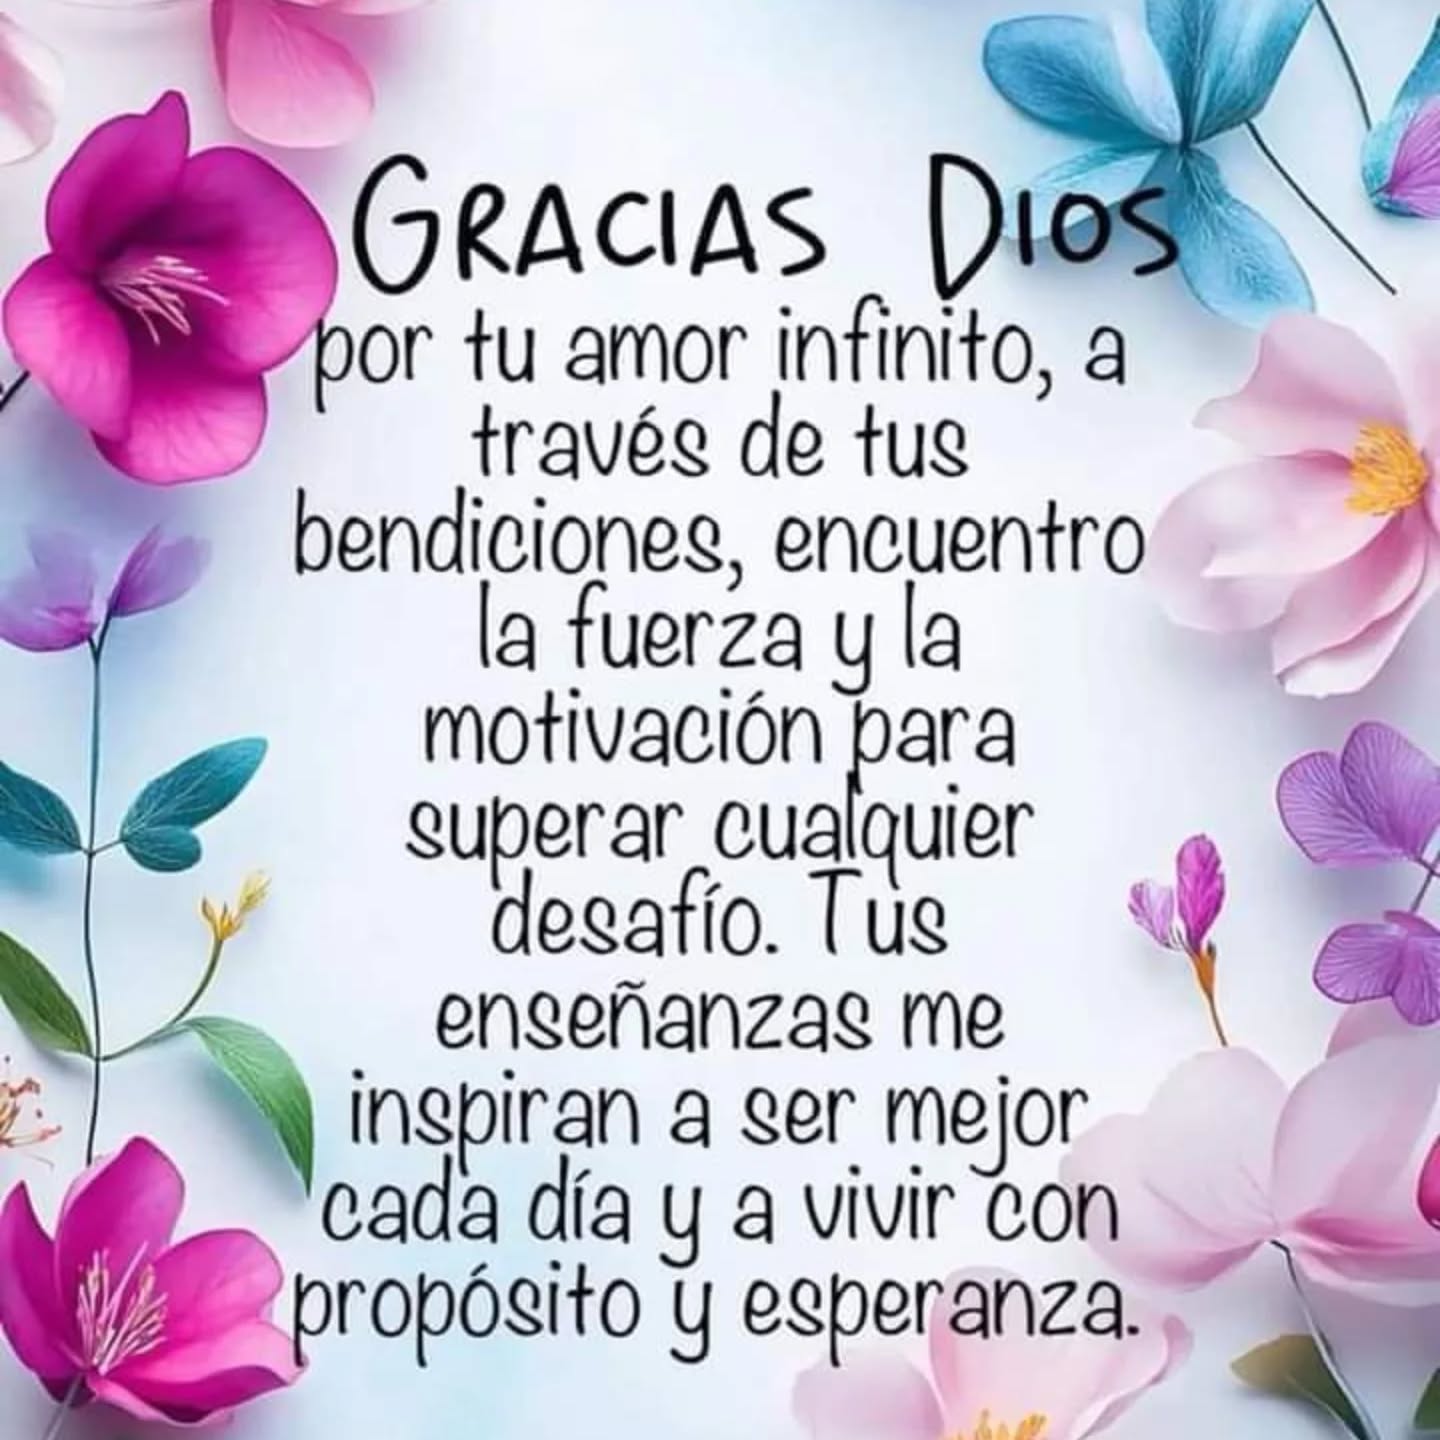 GRACIAS DIOS
por tu amor infinito, a
través de tus
bendiciones, encuentro
la fuerza y la
motivación para
superar cualquier
desafío. Tus
enseñanzas me
inspiran a ser mejor
cada día y a vivir con
propósito y esperanza.